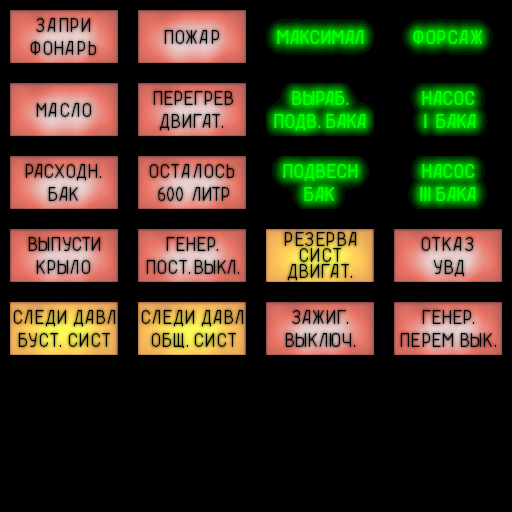 ЗАПРИ
ФОНАРЬ
ПОЖАР
МАКСИМАЛ
ФОРСАЖ
МАСЛО
ПЕРЕГРЕВ
ДВИГАТ.
ВЫРАБ.
ПОДВ. БАКА
НАСОС
I БАКА
РАСХОДН.
БАК
ОСТАЛОСЬ
600 ЛИТР
ПОДВЕСН
БАК
НАСОС
III БАКА
ВЫПУСТИ
КРЫЛО
ГЕНЕР.
ПОСТ.ВЫКЛ.
РЕЗЕРВА
СИСТ
ДВИГАТ.
ОТКАЗ
УВД
СЛЕДИ ДАВЛ
БУСТ. СИСТ
СЛЕДИ ДАВЛ
ОБЩ. СИСТ
ЗАЖИГ.
ВЫКЛЮЧ.
ГЕНЕР.
ПЕРЕМ ВЫК.